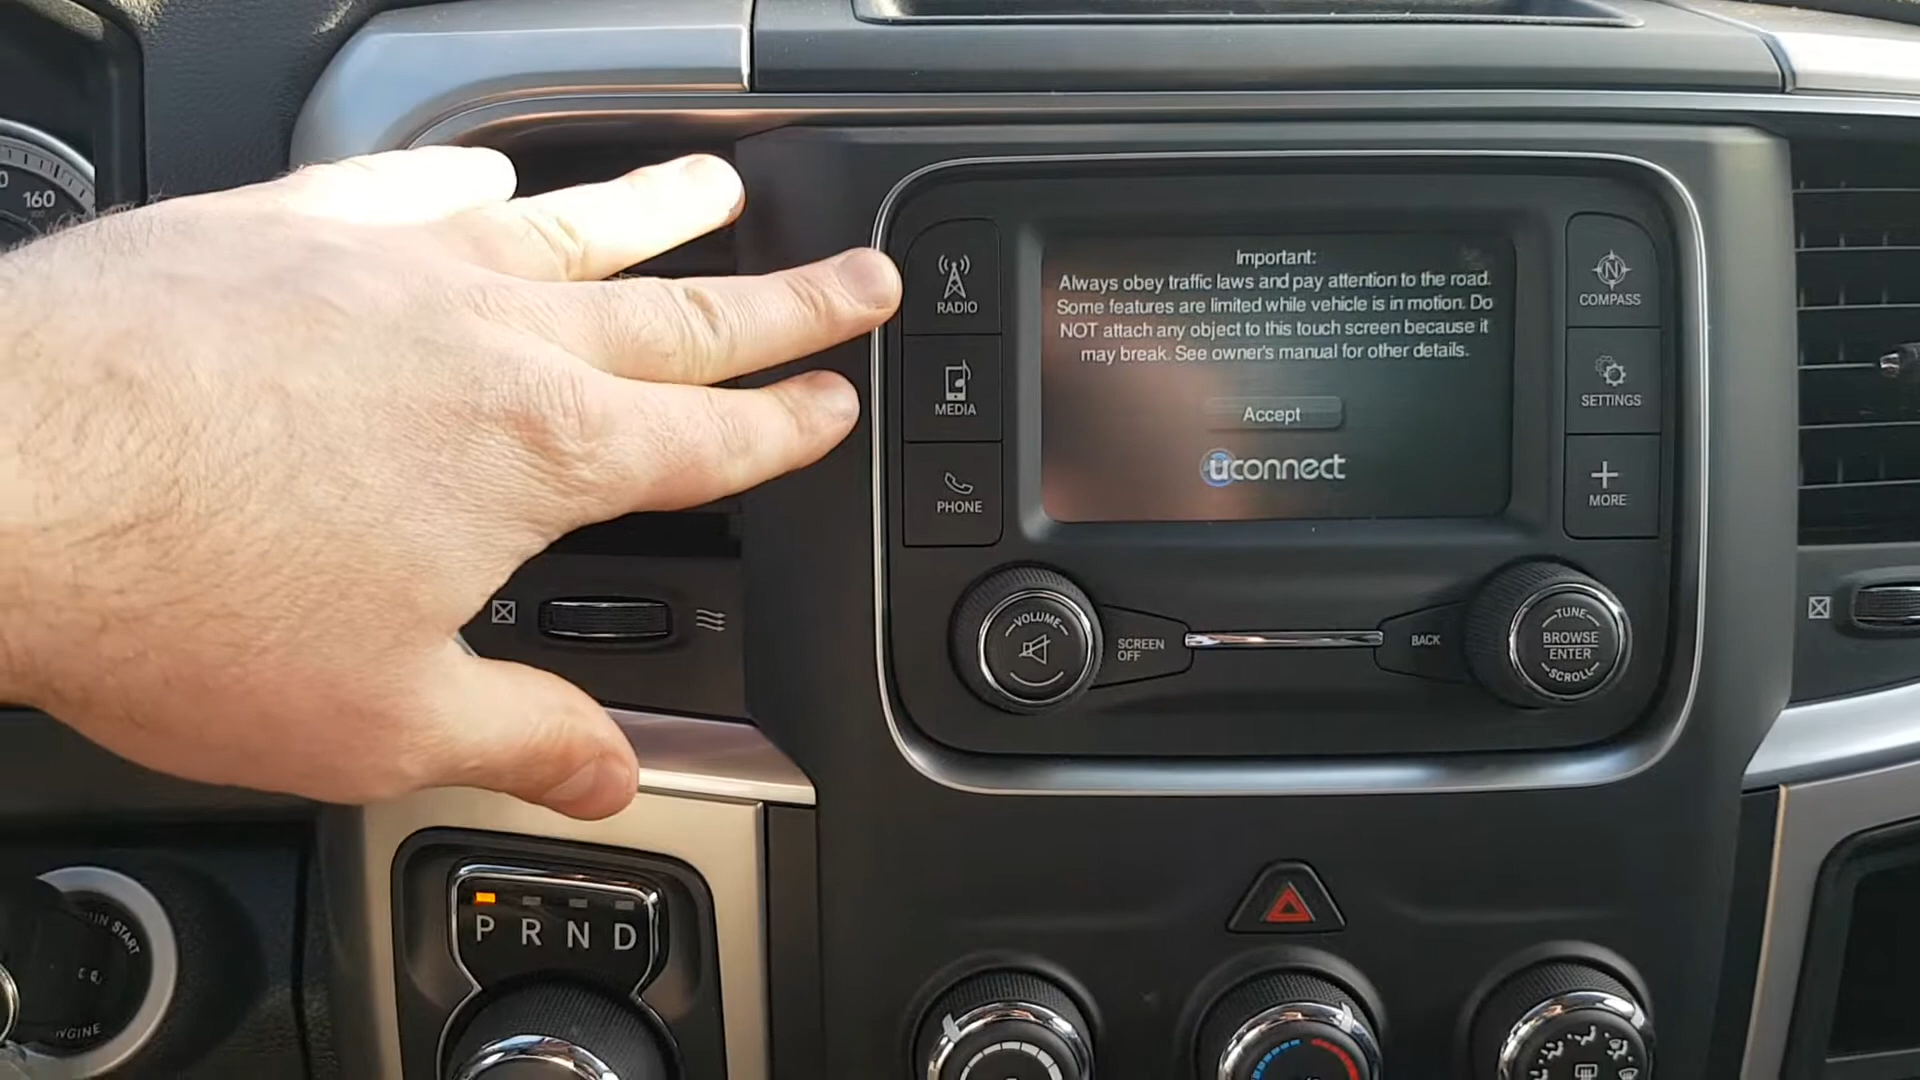 160
RADIO
MEDIA
PHONE
Important:
Always obey traffic laws and pay attention to the road.
Some features are limited while vehicle is in motion. Do
NOT attach any object to this touch screen because it
may break. See owner's manual for other details.
Accept
uconnect
N
COMPASS
SETTINGS
MORE
VOLUME
SCREEN
OFF
BACK
TUNE
BROWSE
ENTER
SCROLL
P R N D
START